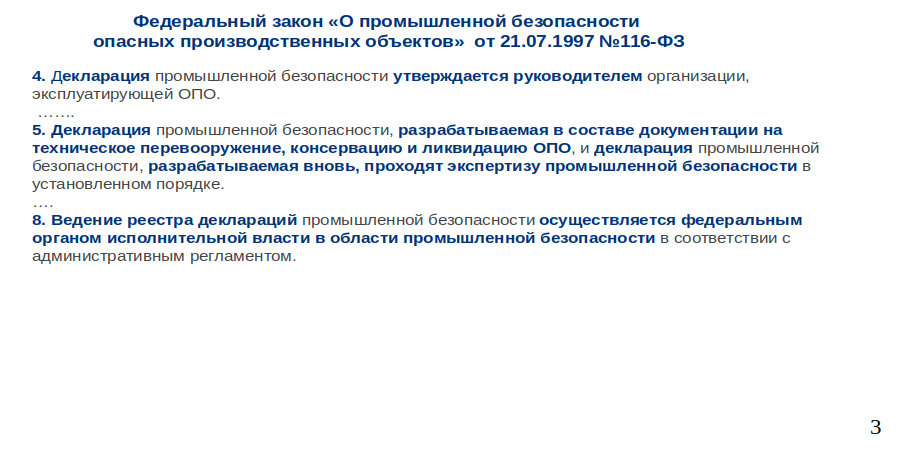 Федеральный закон «О промышленной безопасности
опасных производственных объектов» от 21.07.1997 №116-ФЗ
4. Декларация промышленной безопасности утверждается руководителем организации,
эксплуатирующей ОПО.
…….
5. Декларация промышленной безопасности, разрабатываемая в составе документации на
техническое перевооружение, консервацию и ликвидацию ОПО, и декларация промышленной
безопасности, разрабатываемая вновь, проходят экспертизу промышленной безопасности в
установленном порядке.
….
8. Ведение реестра деклараций промышленной безопасности осуществляется федеральным
органом исполнительной власти в области промышленной безопасности в соответствии с
административным регламентом.
3